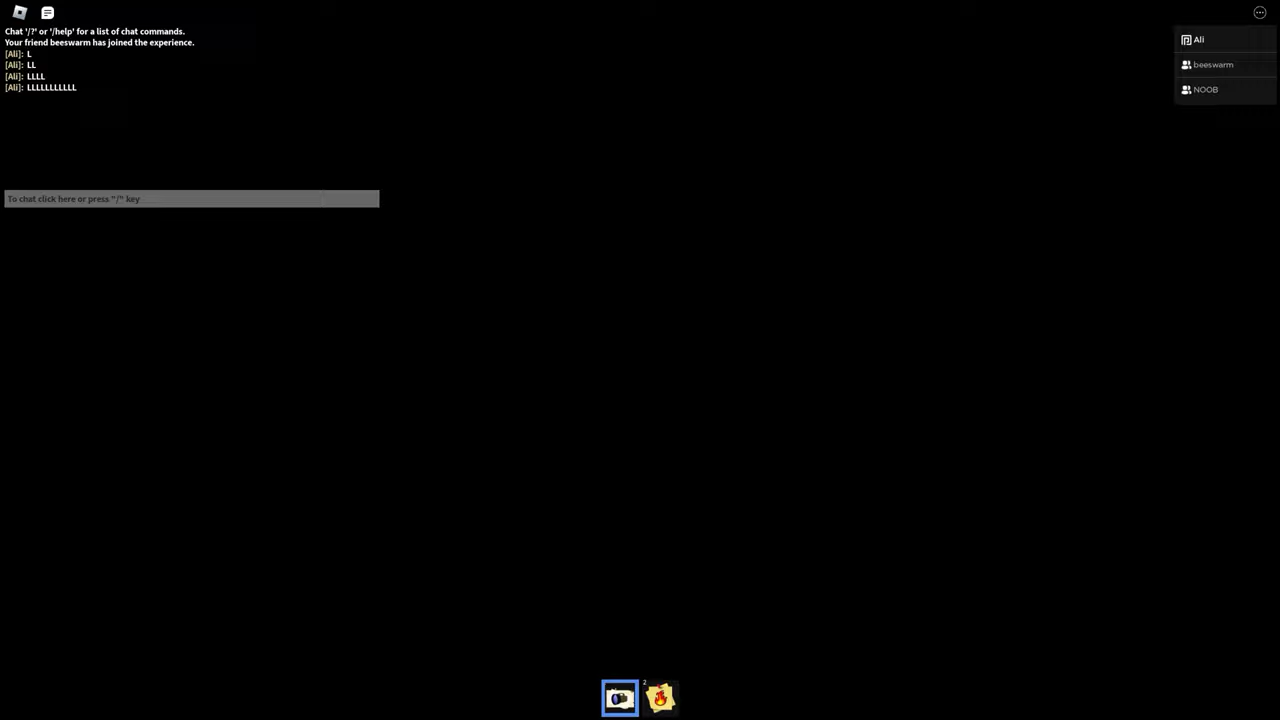 Chat '/?' or '/help' for a list of chat commands.
Your friend beeswarm has joined the experience.
[Ali]: L
[Ali]: LL
[Ali]: LLLL
[Ali]: LLLLLLLLLLL
To chat click here or press "/" key
Ali
beeswarm
NOOB
2